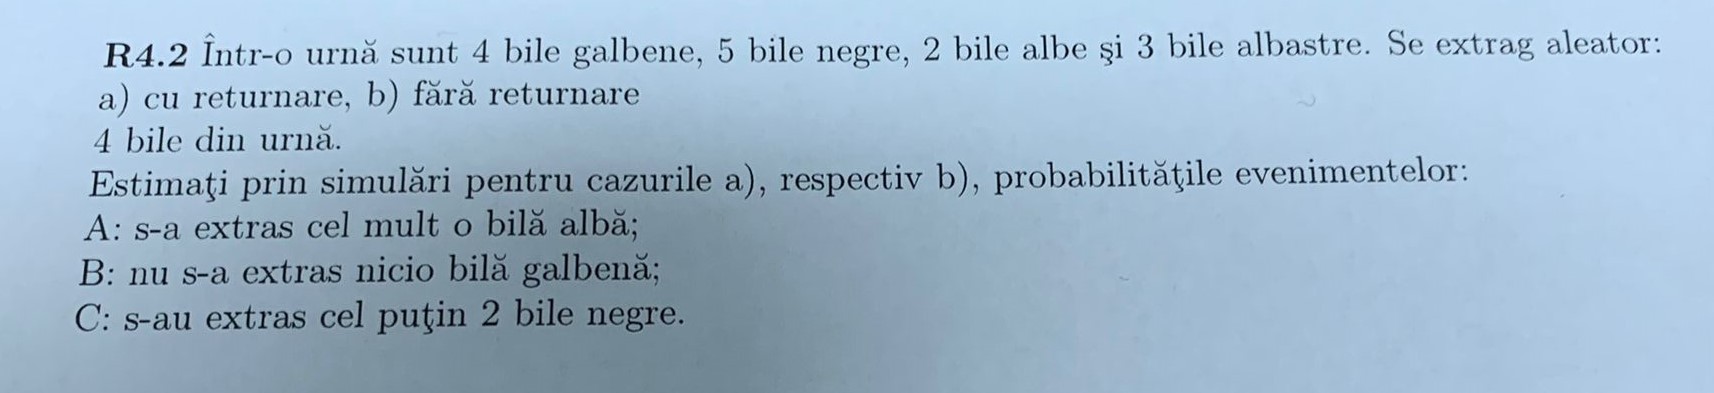 R4.2 Într-o urnă sunt 4 bile galbene, 5 bile negre, 2 bile albe şi 3 bile albastre. Se extrag aleator:
a) cu returnare, b) fără returnare
4 bile din urnă.
Estimaţi prin simulări pentru cazurile a), respectiv b), probabilităţile evenimentelor:
A: s-a extras cel mult o bilă albă;
B: nu s-a extras nicio bilă galbenă;
C: s-au extras cel puţin 2 bile negre.